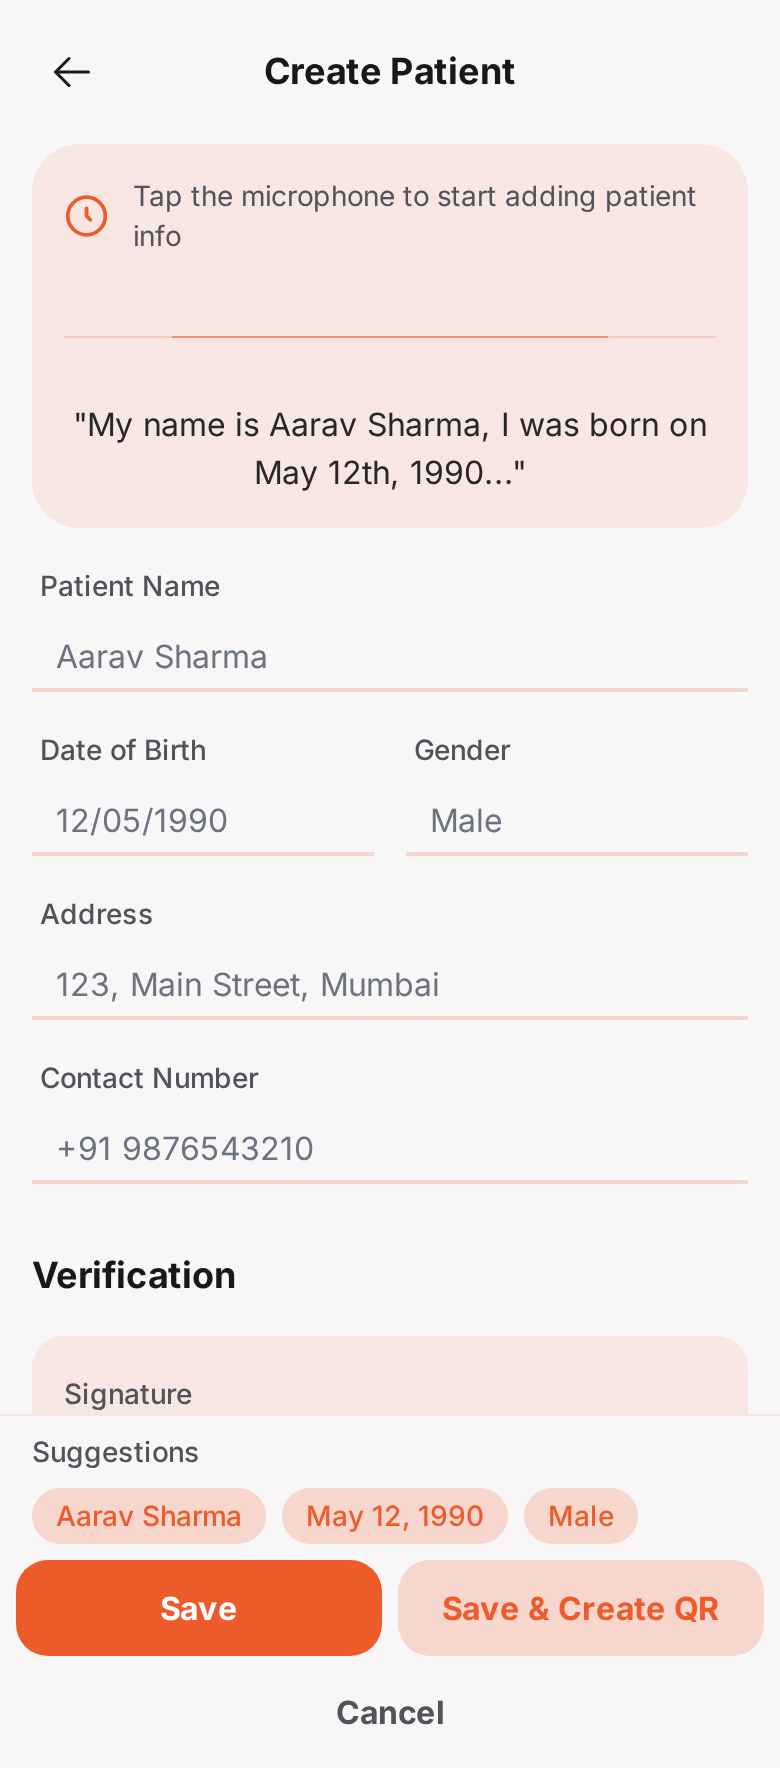 Create Patient
Tap the microphone to start adding patient
info
"My name is Aarav Sharma, I was born on
May 12th, 1990..."
Patient Name
Aarav Sharma
Date of Birth
Gender
12/05/1990
Male
Address
123, Main Street, Mumbai
Contact Number
+91 9876543210
Verification
Signature
Suggestions
Aarav Sharma
May 12, 1990
Male
Save
Save & Create QR
Cancel